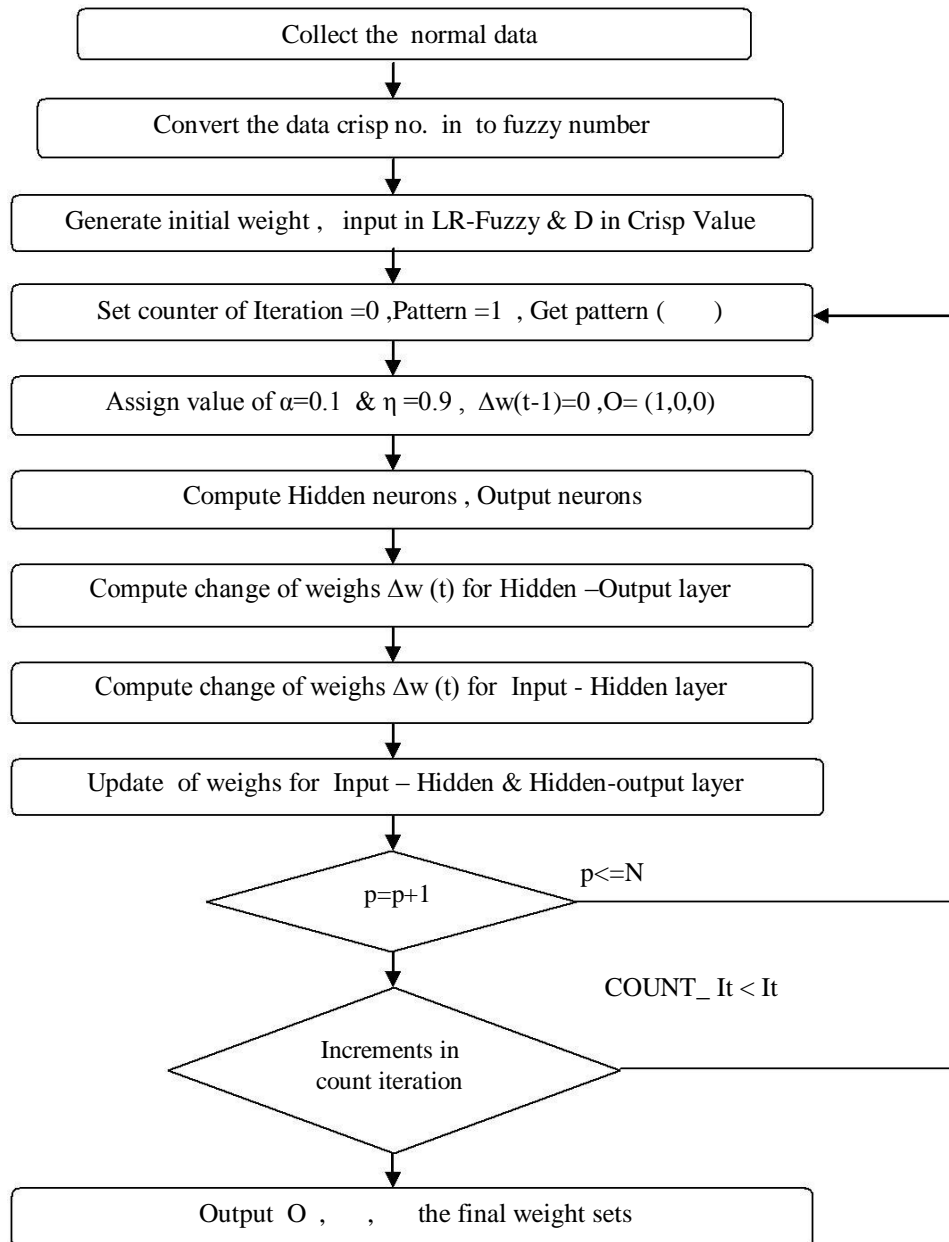 Collect the normal data
Convert the data crisp no. in to fuzzy number
Generate initial weight , input in LR-Fuzzy & D in Crisp Value
Set counter of Iteration =0 ,Pattern =1 , Get pattern ( )
Assign value of α=0.1 & η =0.9 , Δw(t-1)=0 ,O= (1,0,0)
Compute Hidden neurons , Output neurons
Compute change of weighs Δw (t) for Hidden –Output layer
Compute change of weighs Δw (t) for Input - Hidden layer
Update of weighs for Input – Hidden & Hidden-output layer
p<=N
p=p+1
COUNT_ It < It
Increments in
count iteration
Output O , , the final weight sets